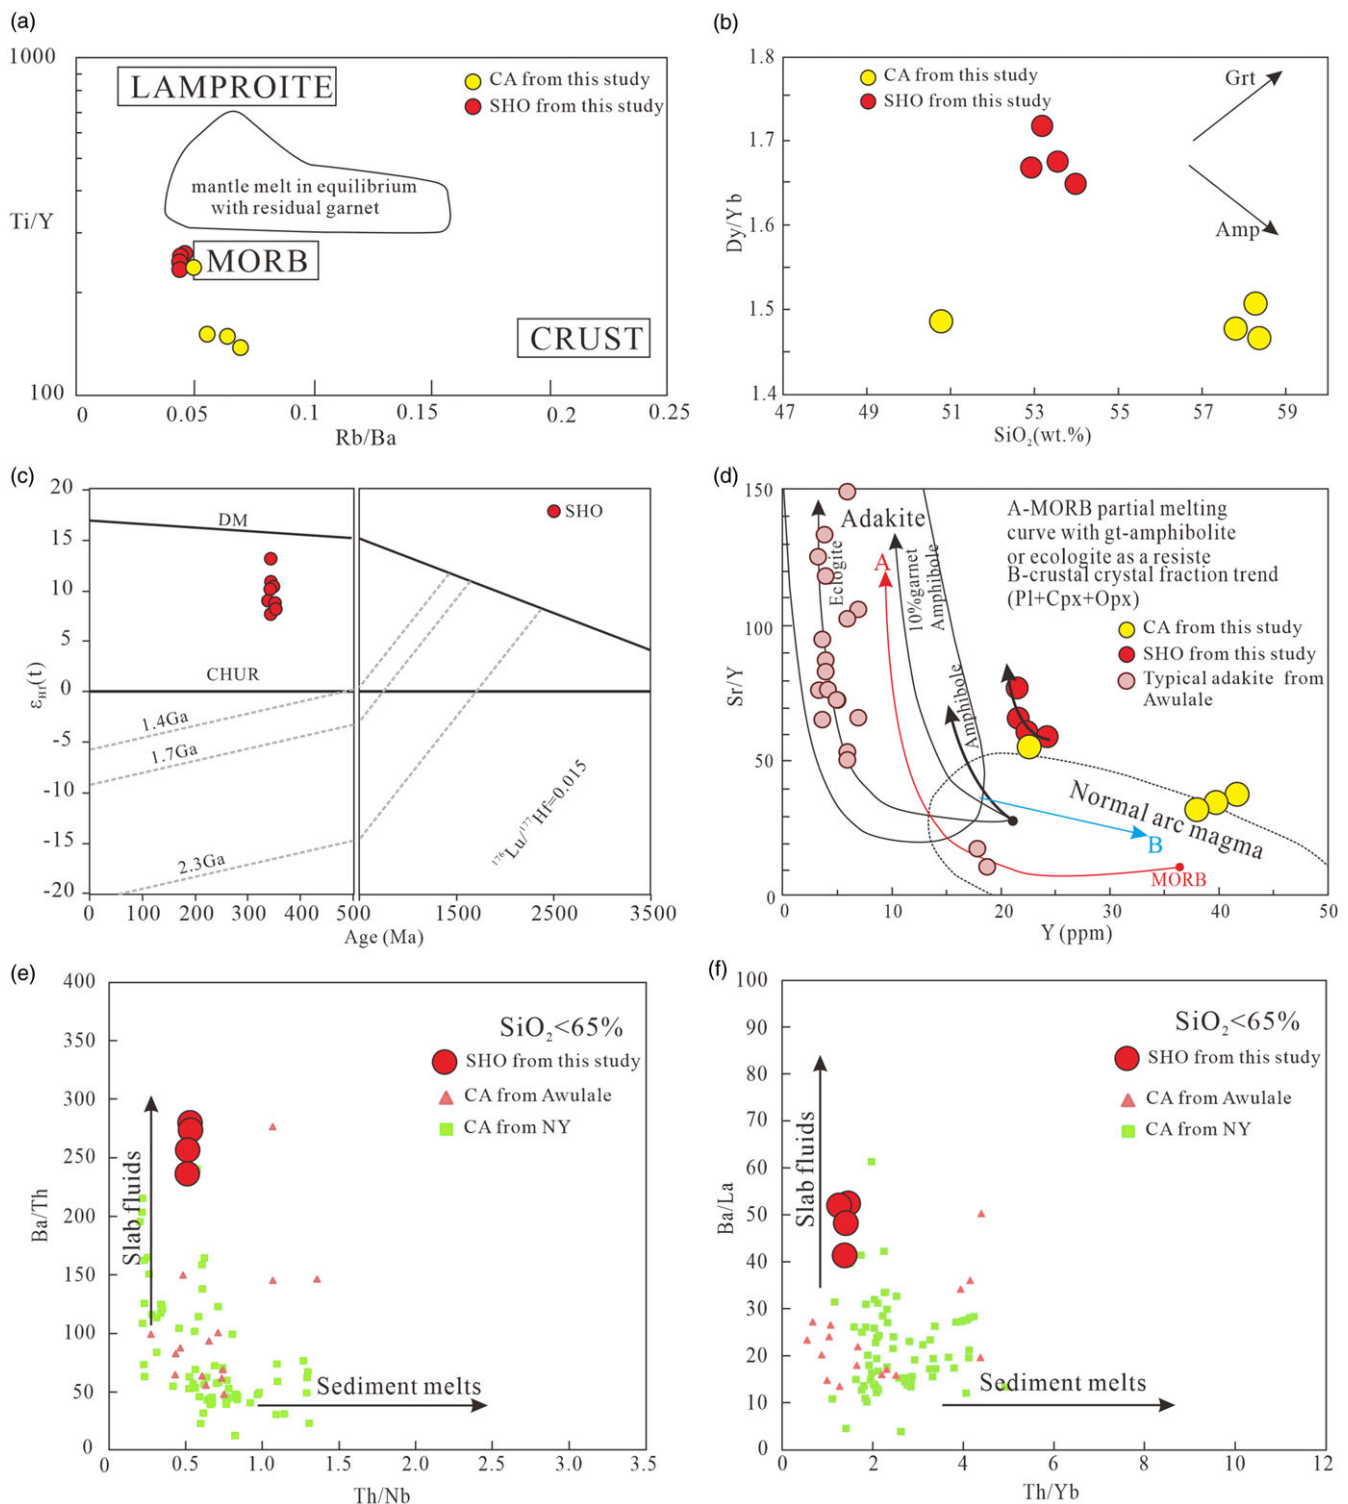 (a)
1000
LAMPROITE
CA from this study
SHO from this study
mantle melt in equilibrium
with residual garnet
Ti/Y
MORB
CRUST
100
0
0.05
0.1
0.15
0.2
0.25
Rb/Ba
(b)
1.8
CA from this study
SHO from this study
Grt
1.7
Dy/Yb
1.6
Amp
1.5
1.4
47
49
51
53
55
57
59
SiO₂(wt.%)
(c)
20
DM
SHO
15
10
5
εHf(t)
CHUR
0
1.4Ga
-5
1.7Ga
-10
¹⁷⁶Lu/¹⁷⁷Hf=0.015
-15
2.3Ga
-20
0
100
200
300
400
500
1500
2500
3500
Age (Ma)
(d)
150
Adakite
A-MORB partial melting
curve with gt-amphibolite
or ecologite as a resiste
B-crustal crystal fraction trend
(Pl+Cpx+Opx)
A
Eclogite
10%garnet
Amphibole
CA from this study
SHO from this study
Typical adakite from
Awulale
100
Sr/Y
Amphibole
50
Normal arc magma
B
MORB
0
0
10
20
30
40
50
Y (ppm)
(e)
400
SiO₂<65%
350
SHO from this study
CA from Awulale
CA from NY
300
250
Slab fluids
Ba/Th
200
150
100
50
Sediment melts
0
0
0.5
1.0
1.5
2.0
2.5
3.0
3.5
Th/Nb
(f)
100
SiO₂<65%
90
SHO from this study
CA from Awulale
CA from NY
80
70
60
Slab fluids
Ba/La
50
40
30
20
Sediment melts
10
0
0
2
4
6
8
10
12
Th/Yb